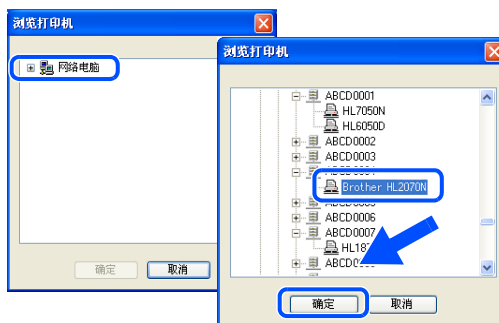 浏览打印机
网络电脑
确定
取消
浏览打印机
ABCD0001
HL7050N
HL6050D
ABCD0002
ABCD0003
Brother HL2070N
ABCD0006
ABCD0007
确定
取消